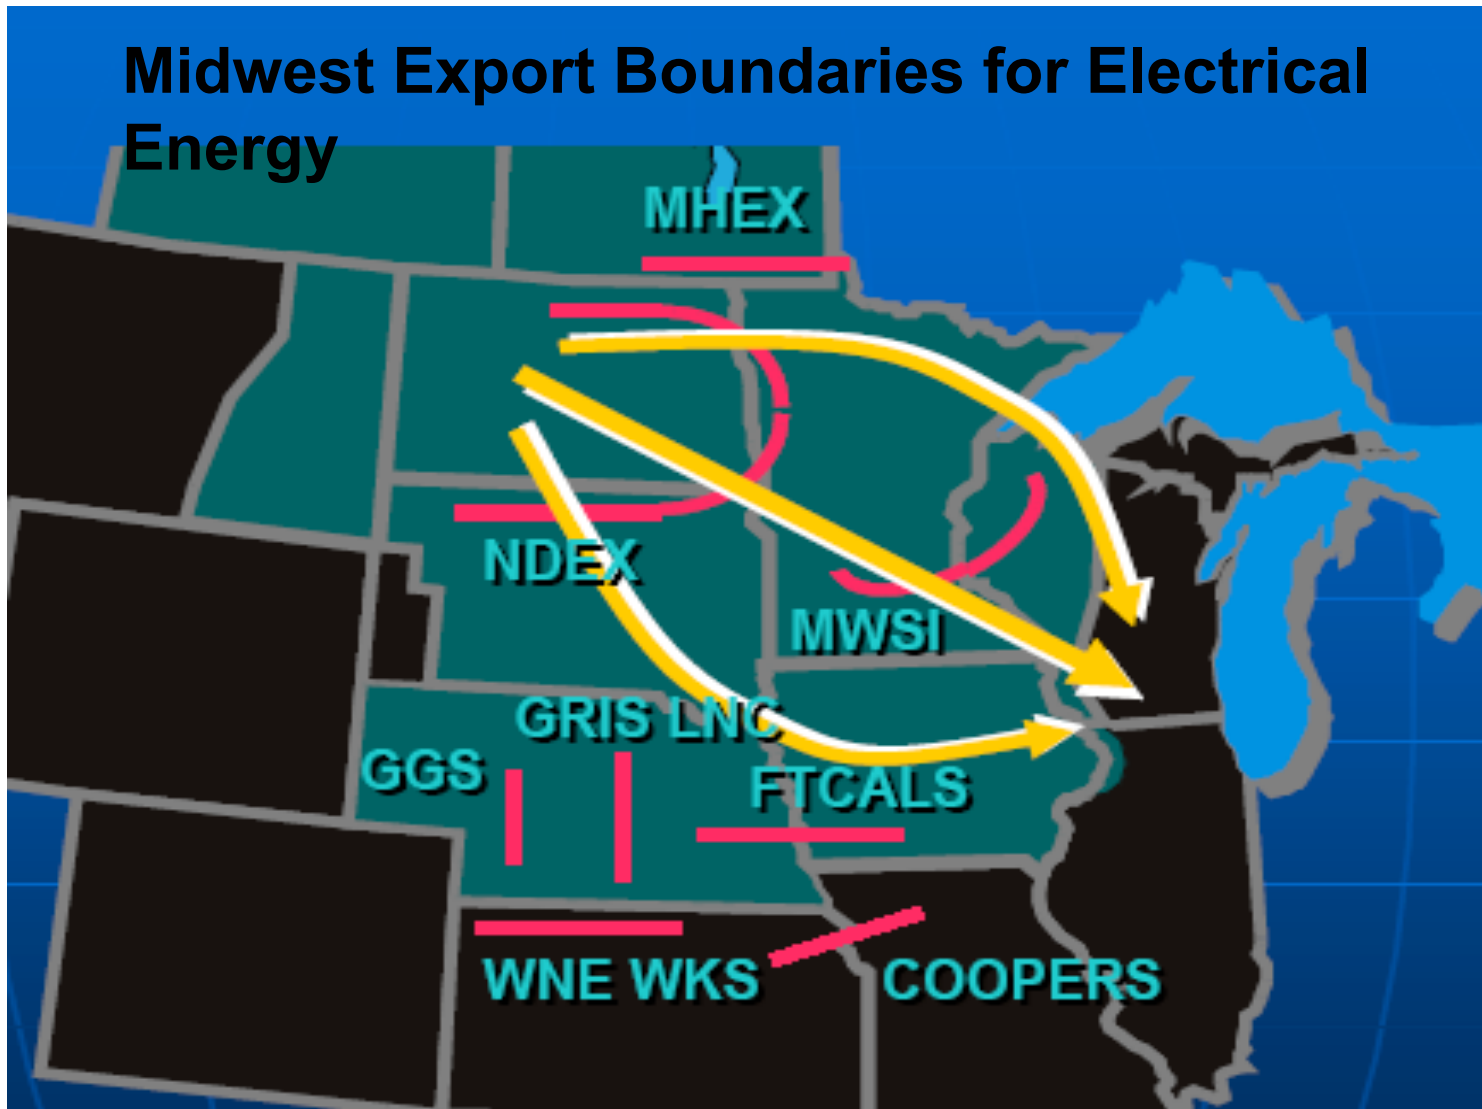 Midwest Export Boundaries for Electrical
Energy
MHEX
NDEX
MWSI
GRIS LNC
GGS
FTCALS
WNE WKS
COOPERS